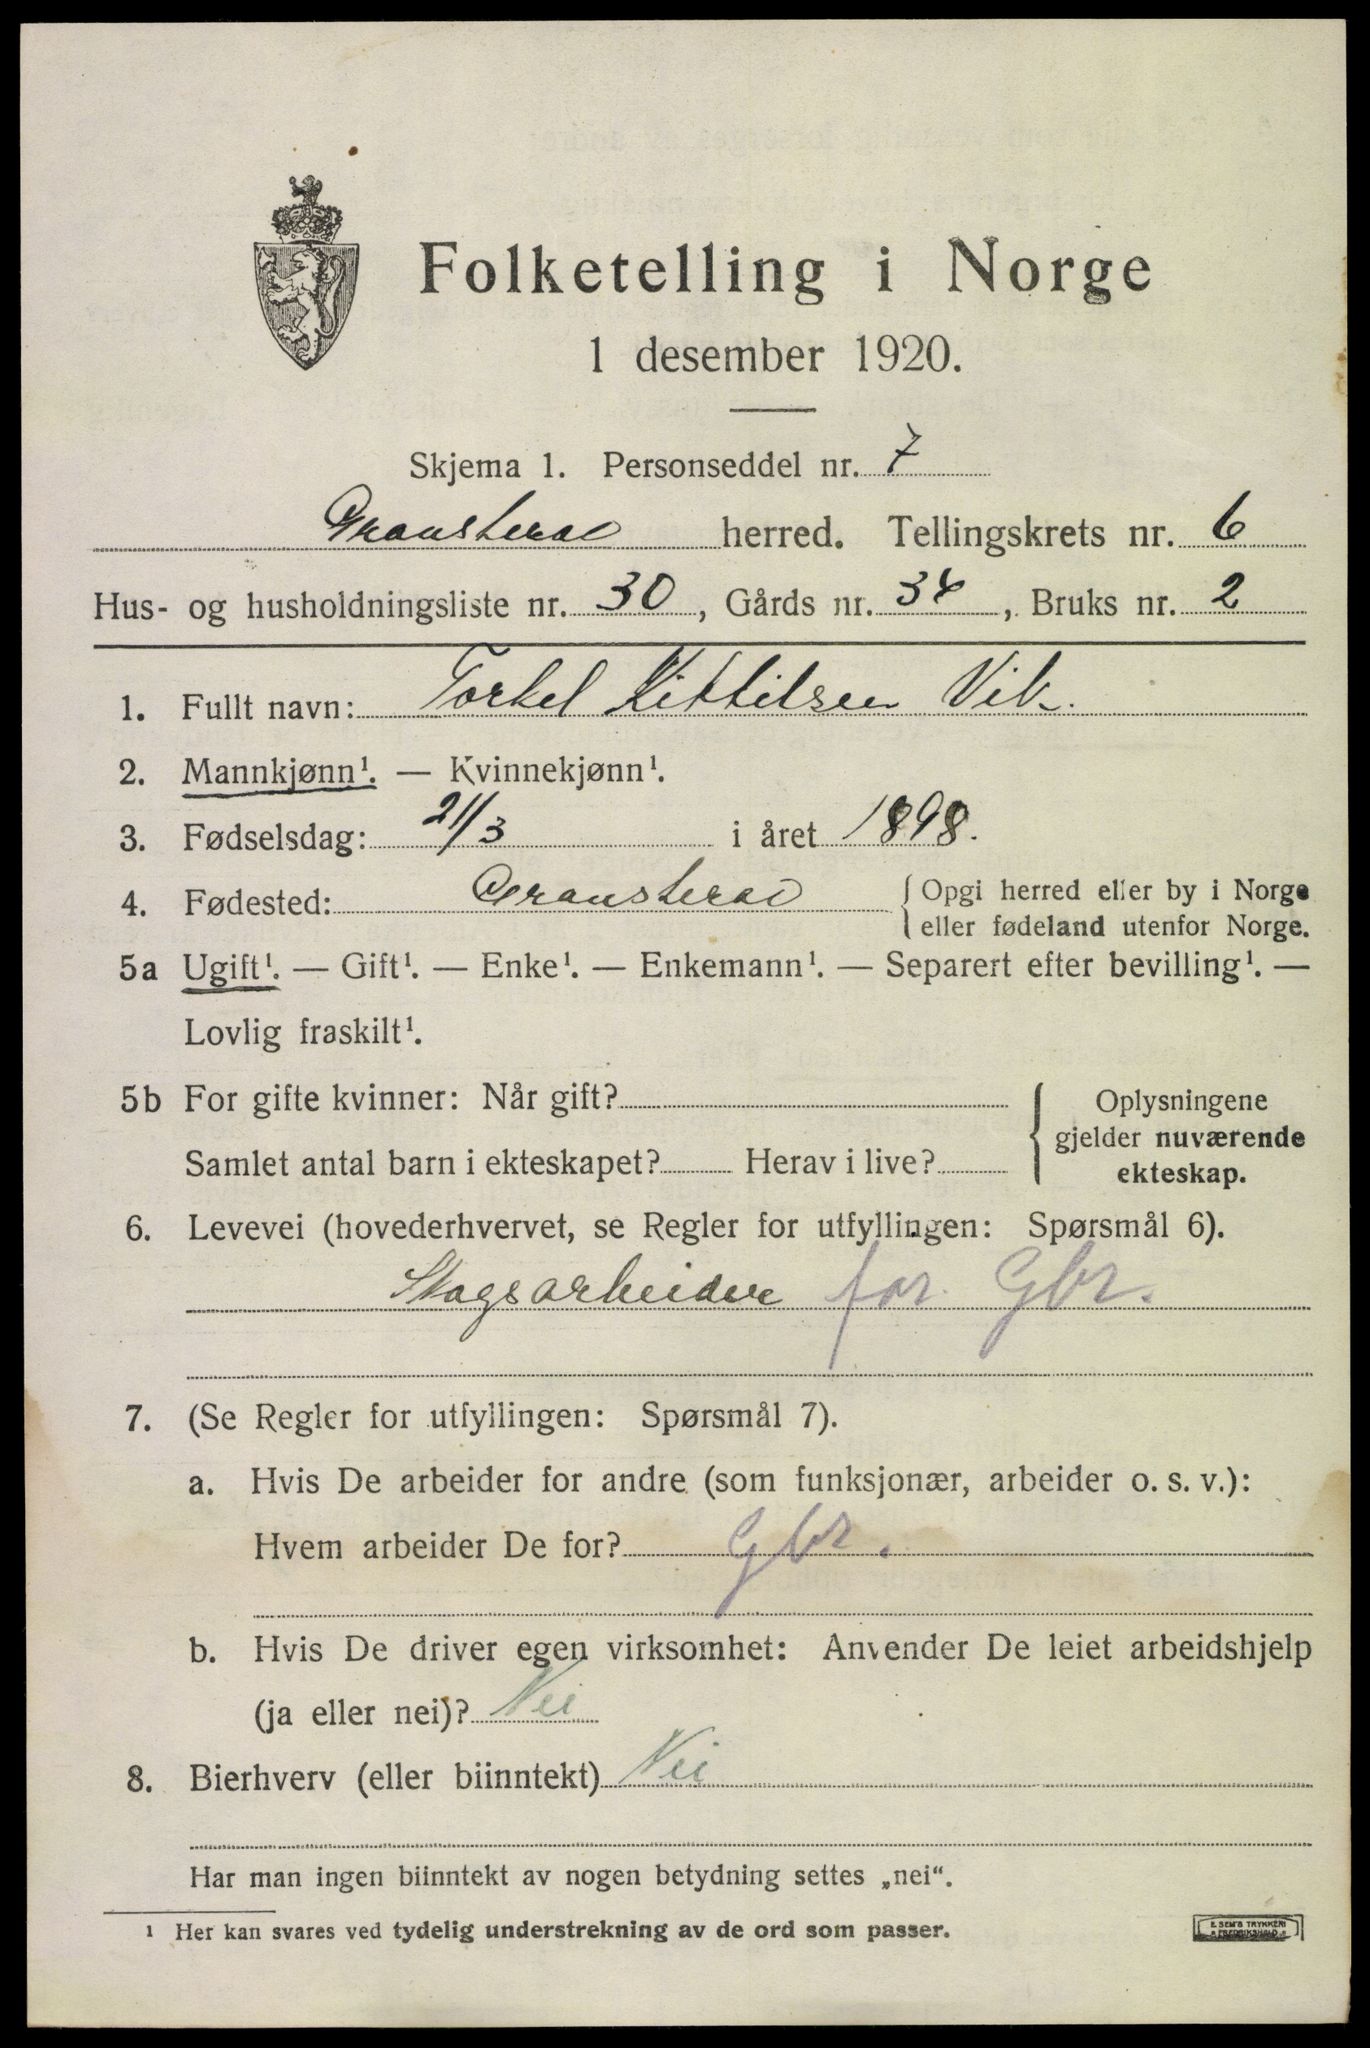 Folketelling i Norge
1 desember 1920.
Skjema 1. Personseddel nr. 7
Gransherad herred. Tellingskrets nr. 6
Hus- og husholdningsliste nr. 30, Gårds nr. 34, Bruks nr. 2
1. Fullt navn: Torkel Kittilsen Vik.
2. Mannkjønn¹. — Kvinnekjønn¹.
3. Fødselsdag: 21/3 i året 1898.
4. Fødested: Gransherad { Opgi herred eller by i Norge
eller fødeland utenfor Norge.
5a Ugift¹. — Gift¹. — Enke¹. — Enkemann¹. — Separert efter bevilling¹. —
Lovlig fraskilt¹.
5b For gifte kvinner: Når gift?
Samlet antal barn i ekteskapet? Herav i live?
Oplysningene
gjelder nuværende
ekteskap.
6. Levevei (hovederhvervet, se Regler for utfyllingen: Spørsmål 6).
Skogsarbeider for Gbr.
7. (Se Regler for utfyllingen: Spørsmål 7).
a. Hvis De arbeider for andre (som funksjonær, arbeider o. s. v.):
Hvem arbeider De for? Gbr.
b. Hvis De driver egen virksomhet: Anvender De leiet arbeidshjelp
(ja eller nei)? Nei
8. Bierhverv (eller biinntekt) Nei
Har man ingen biinntekt av nogen betydning settes „nei“.
¹ Her kan svares ved tydelig understrekning av de ord som passer.
E. SEM'S TRYKKERI
FREDRIKSHALD